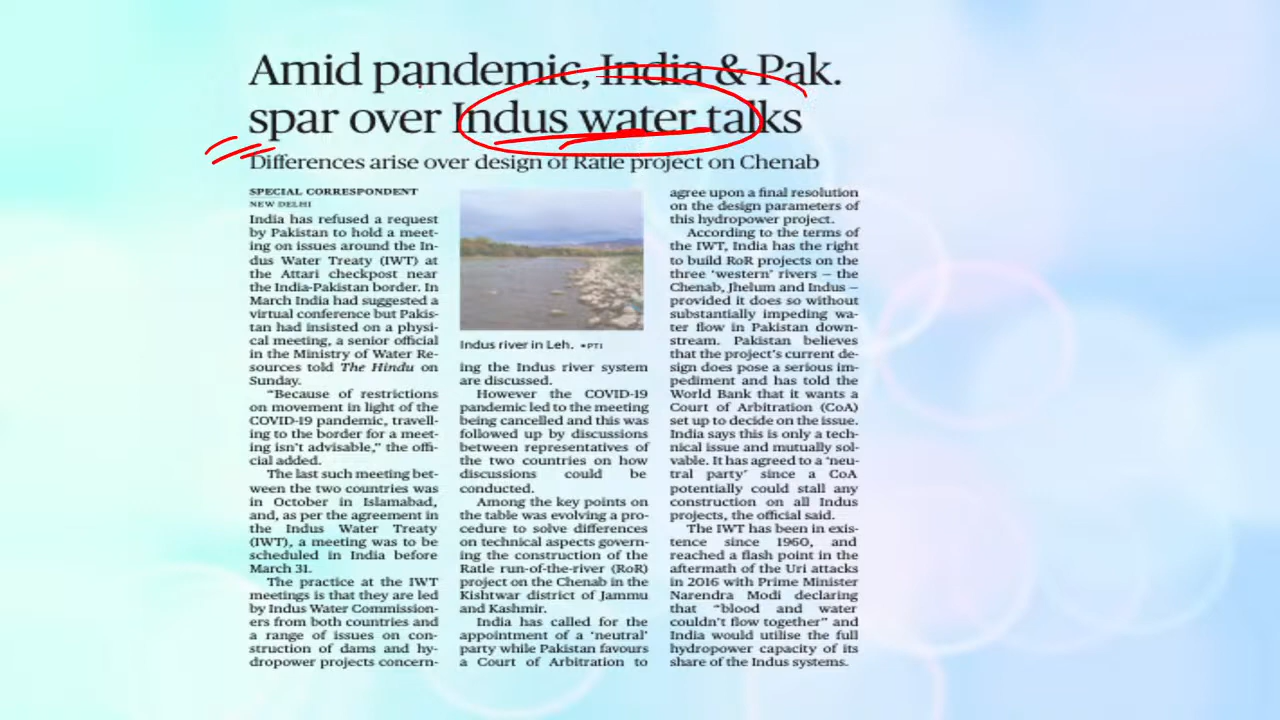 Amid pandemic, India & Pak.
spar over Indus water talks
Differences arise over design of Ratle project on Chenab
SPECIAL CORRESPONDENT
NEW DELHI
India has refused a request
by Pakistan to hold a meet-
ing on issues around the In-
dus Water Treaty (IWT) at
the Attari checkpost near
the India-Pakistan border. In
March India had suggested a
virtual conference but Pakis-
tan had insisted on a physi-
cal meeting, a senior official
in the Ministry of Water Re-
sources told The Hindu on
Sunday.
“Because of restrictions
on movement in light of the
COVID-19 pandemic, travell-
ing to the border for a meet-
ing isn’t advisable,” the offi-
cial added.
The last such meeting bet-
ween the two countries was
in October in Islamabad,
and, as per the agreement in
the Indus Water Treaty
(IWT), a meeting was to be
scheduled in India before
March 31.
The practice at the IWT
meetings is that they are led
by Indus Water Commission-
ers from both countries and
a range of issues on con-
struction of dams and hy-
dropower projects concern-
Indus river in Leh. •PTI
ing the Indus river system
are discussed.
However the COVID-19
pandemic led to the meeting
being cancelled and this was
followed up by discussions
between representatives of
the two countries on how
discussions could be
conducted.
Among the key points on
the table was evolving a pro-
cedure to solve differences
on technical aspects govern-
ing the construction of the
Ratle run-of-the-river (RoR)
project on the Chenab in the
Kishtwar district of Jammu
and Kashmir.
India has called for the
appointment of a ‘neutral’
party while Pakistan favours
a Court of Arbitration to
agree upon a final resolution
on the design parameters of
this hydropower project.
According to the terms of
the IWT, India has the right
to build RoR projects on the
three ‘western’ rivers — the
Chenab, Jhelum and Indus —
provided it does so without
substantially impeding wa-
ter flow in Pakistan down-
stream. Pakistan believes
that the project’s current de-
sign does pose a serious im-
pediment and has told the
World Bank that it wants a
Court of Arbitration (CoA)
set up to decide on the issue.
India says this is only a tech-
nical issue and mutually sol-
vable. It has agreed to a ‘neu-
tral party’ since a CoA
potentially could stall any
construction on all Indus
projects, the official said.
The IWT has been in exis-
tence since 1960, and
reached a flash point in the
aftermath of the Uri attacks
in 2016 with Prime Minister
Narendra Modi declaring
that “blood and water
couldn’t flow together” and
India would utilise the full
hydropower capacity of its
share of the Indus systems.